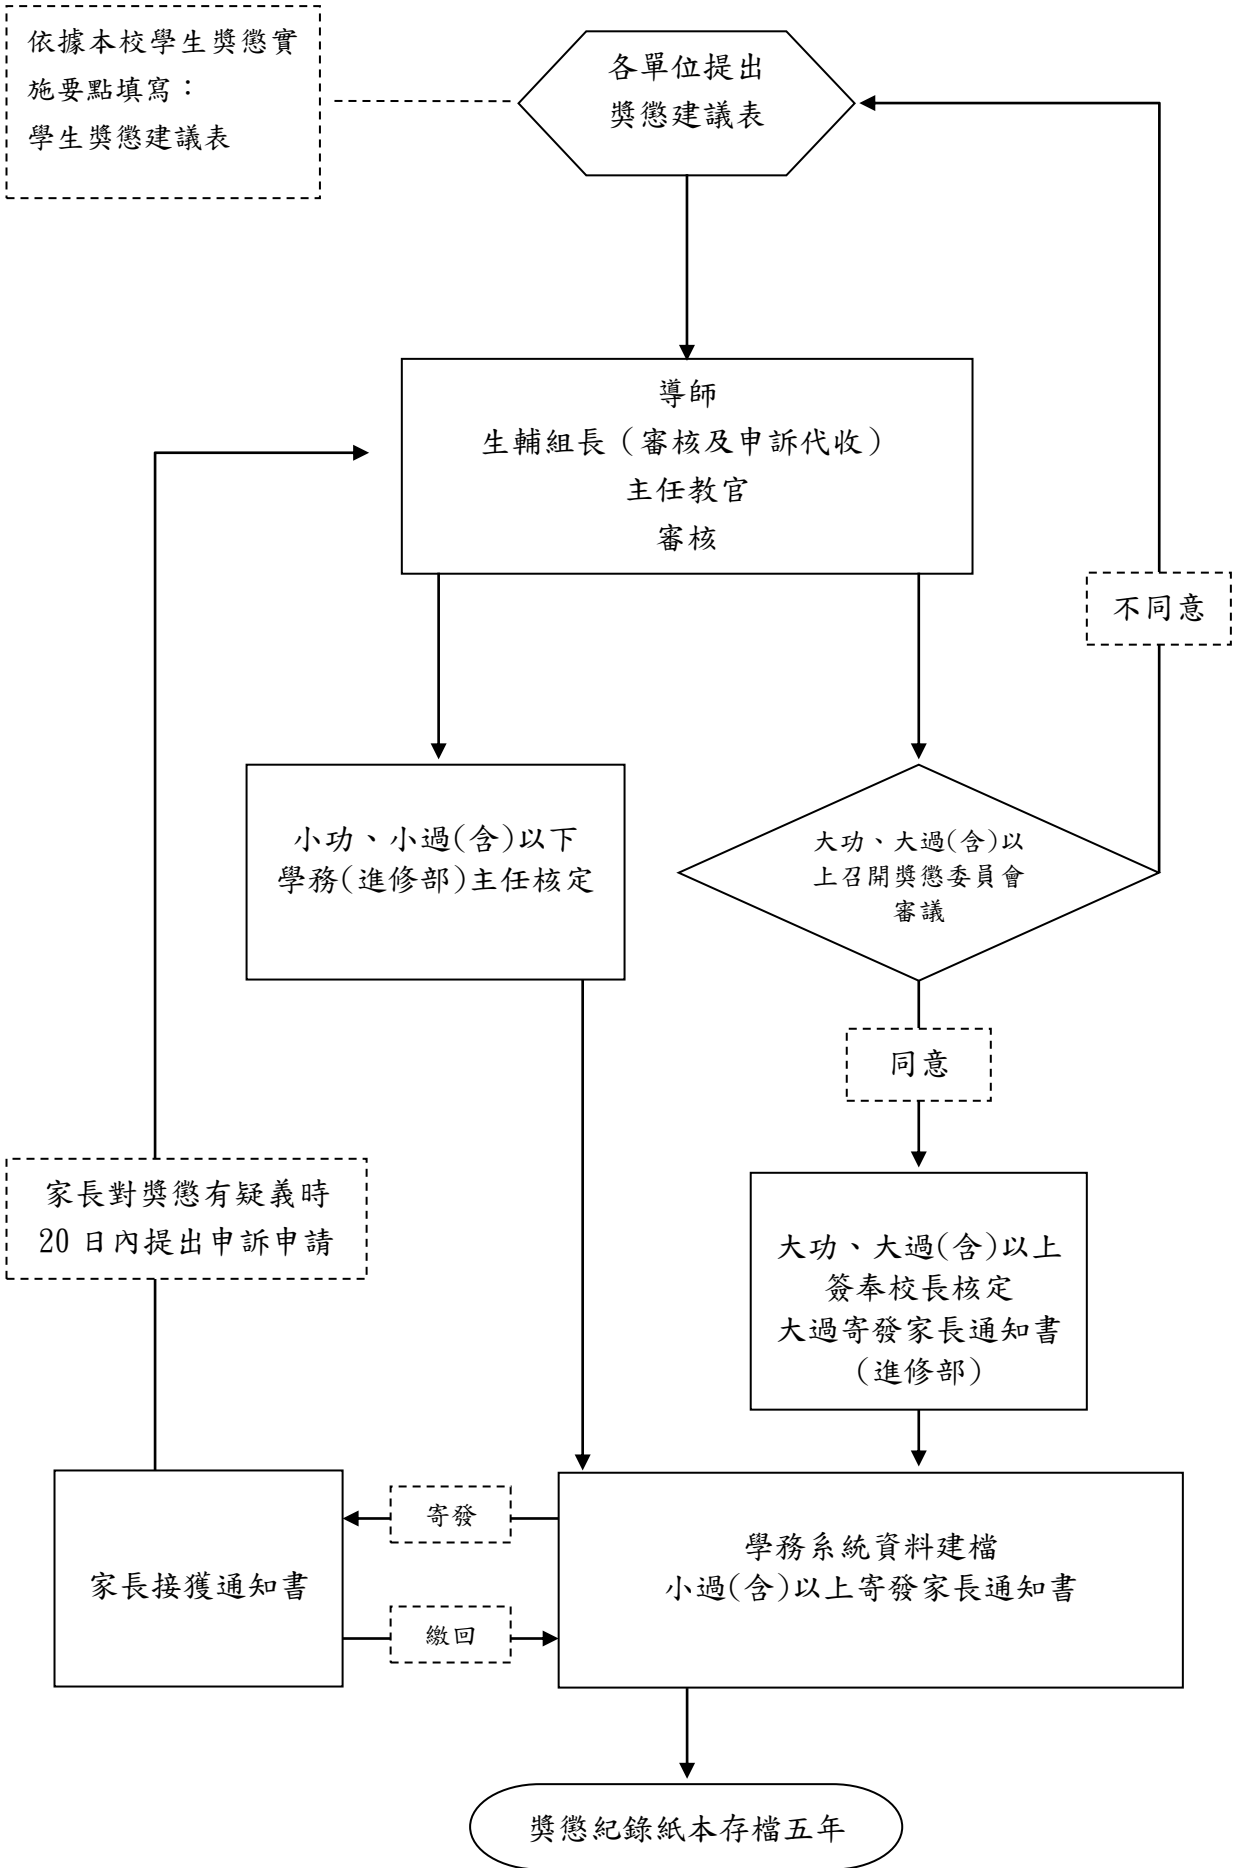 依據本校學生獎懲實
施要點填寫：
學生獎懲建議表
各單位提出
獎懲建議表
導師
生輔組長（審核及申訴代收）
主任教官
審核
不同意
小功、小過(含)以下
學務(進修部)主任核定
大功、大過(含)以
上召開獎懲委員會
審議
同意
家長對獎懲有疑義時
20 日內提出申訴申請
大功、大過(含)以上
簽奉校長核定
大過寄發家長通知書
（進修部）
寄發
家長接獲通知書
學務系統資料建檔
小過(含)以上寄發家長通知書
繳回
獎懲紀錄紙本存檔五年